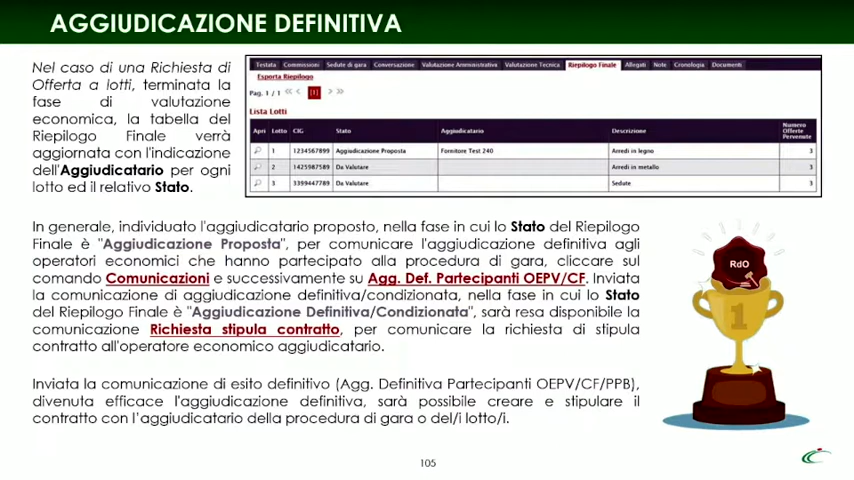 AGGIUDICAZIONE DEFINITIVA
Nel caso di una Richiesta di
Offerta a lotti, terminata la
fase di valutazione
economica, la tabella del
Riepilogo Finale verrà
aggiornata con l'indicazione
dell'Aggiudicatario per ogni
lotto ed il relativo Stato.
Testata Commissioni Sedute di gara Conversazione Valutazione Amministrativa Valutazione Tecnica Riepilogo Finale Allegati Note Cronologia Documenti
Esporta Riepilogo
Pag. 1 / 1 « < [1] > »
Lista Lotti
Apri Lotto CIG Stato Aggiudicatario Descrizione Numero Offerte Pervenute
1 1234567899 Aggiudicazione Proposta Fornitore Test 240 Arredi in legno 3
2 1425987589 Da Valutare Arredi in metallo 3
3 3399447789 Da Valutare Sedute 3
In generale, individuato l'aggiudicatario proposto, nella fase in cui lo Stato del Riepilogo
Finale è "Aggiudicazione Proposta", per comunicare l'aggiudicazione definitiva agli
operatori economici che hanno partecipato alla procedura di gara, cliccare sul
comando Comunicazioni e successivamente su Agg. Def. Partecipanti OEPV/CF. Inviata
la comunicazione di aggiudicazione definitiva/condizionata, nella fase in cui lo Stato
del Riepilogo Finale è "Aggiudicazione Definitiva/Condizionata", sarà resa disponibile la
comunicazione Richiesta stipula contratto, per comunicare la richiesta di stipula
contratto all'operatore economico aggiudicatario.
RdO
1
Inviata la comunicazione di esito definitivo (Agg. Definitiva Partecipanti OEPV/CF/PPB),
divenuta efficace l'aggiudicazione definitiva, sarà possibile creare e stipulare il
contratto con l'aggiudicatario della procedura di gara o del/i lotto/i.
105